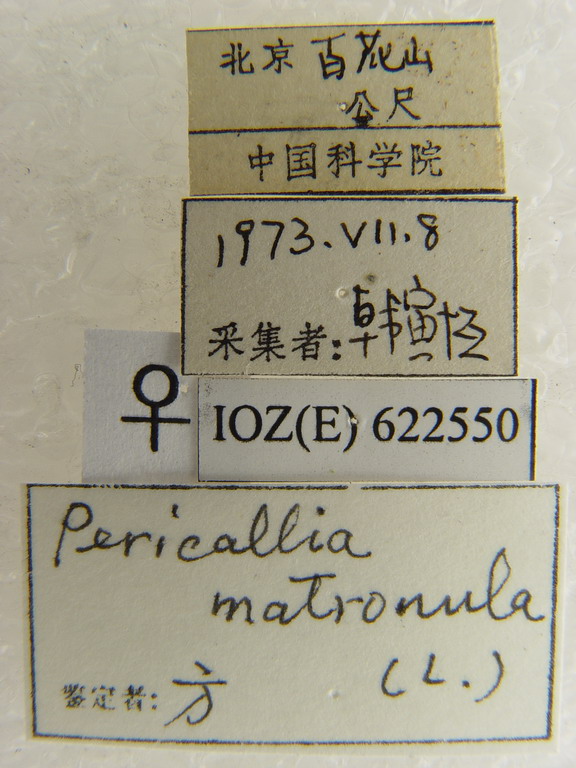 北京 百花山
公尺
中国科学院
1973.VII.8
采集者:韩寅恒
♀
IOZ(E) 622550
Pericallia
matronula
(L.)
鉴定者:方